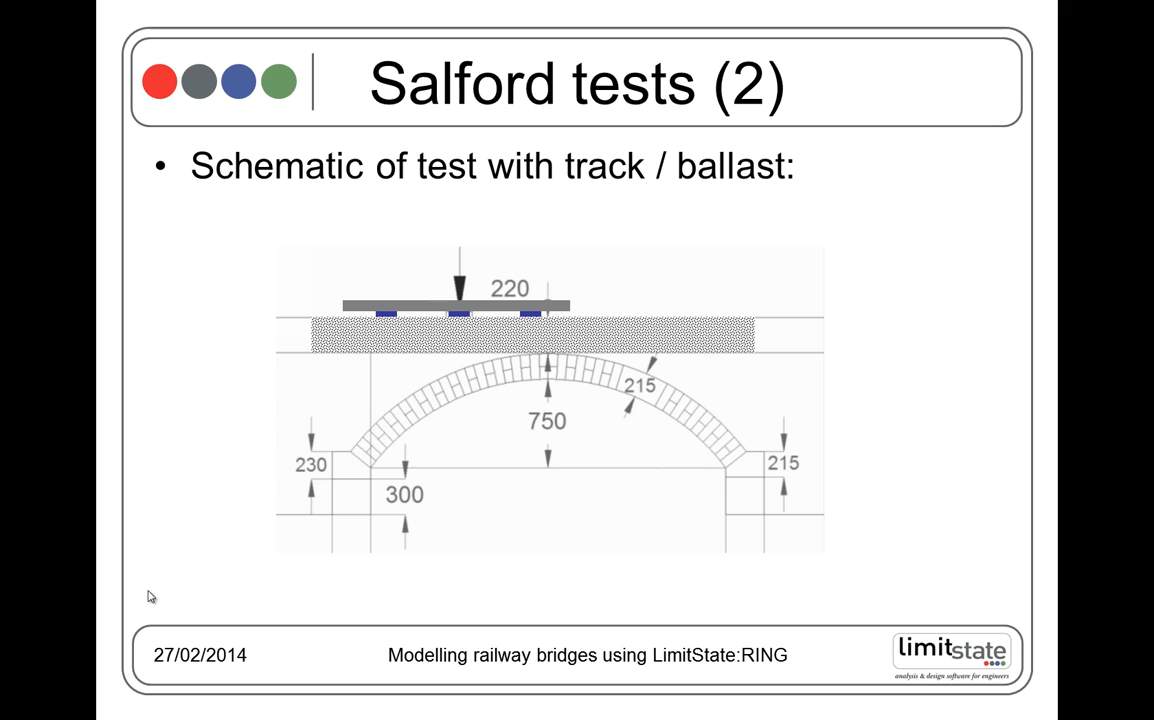 Salford tests (2)
• Schematic of test with track / ballast:
220
215
750
230
215
300
27/02/2014
Modelling railway bridges using LimitState:RING
limitstate
analysis & design software for engineers